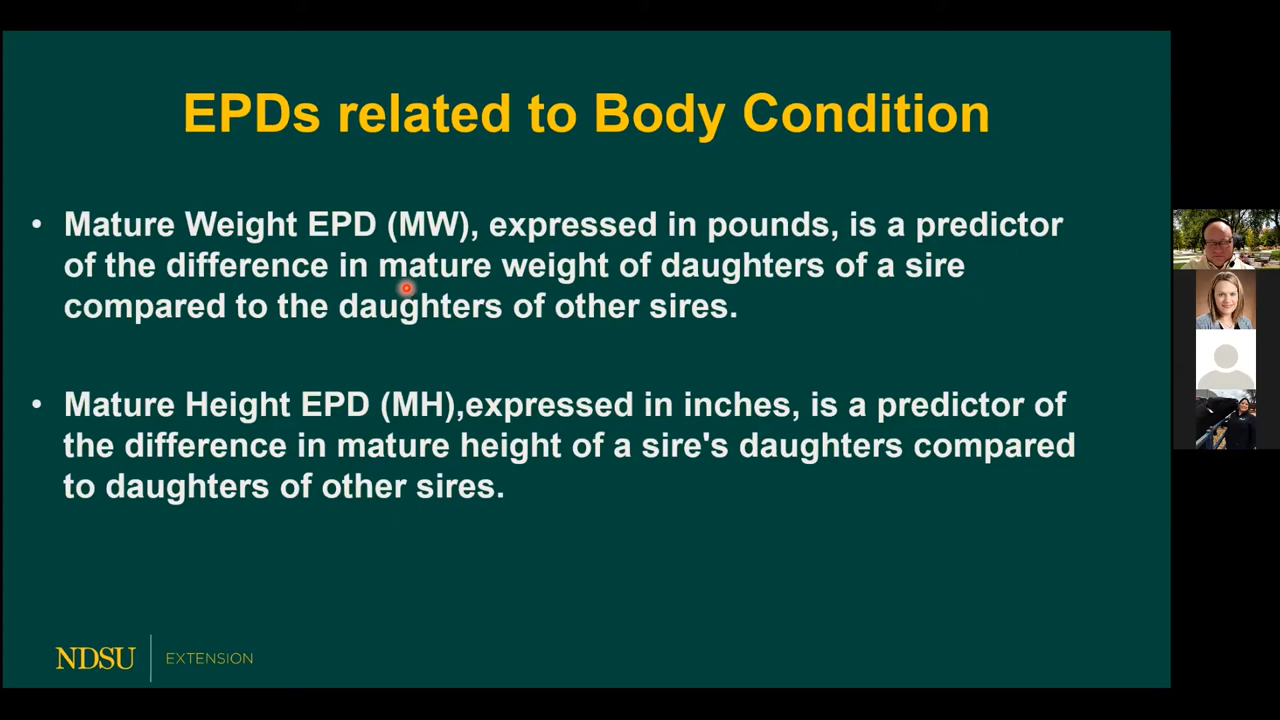 EPDs related to Body Condition
• Mature Weight EPD (MW), expressed in pounds, is a predictor
of the difference in mature weight of daughters of a sire
compared to the daughters of other sires.
• Mature Height EPD (MH),expressed in inches, is a predictor of
the difference in mature height of a sire's daughters compared
to daughters of other sires.
NDSU EXTENSION